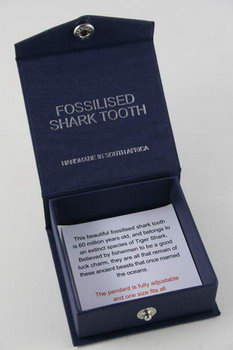 FOSSILISED
SHARK TOOTH
HANDMADE IN SOUTH AFRICA
This beautiful fossilised shark tooth
is 60 million years old, and belongs to
an extinct species of Tiger Shark.
Believed by fishermen to be a good
luck charm, they are all that remain of
these ancient beasts that once roamed
the oceans.
The pendant is fully adjustable
and one size fits all